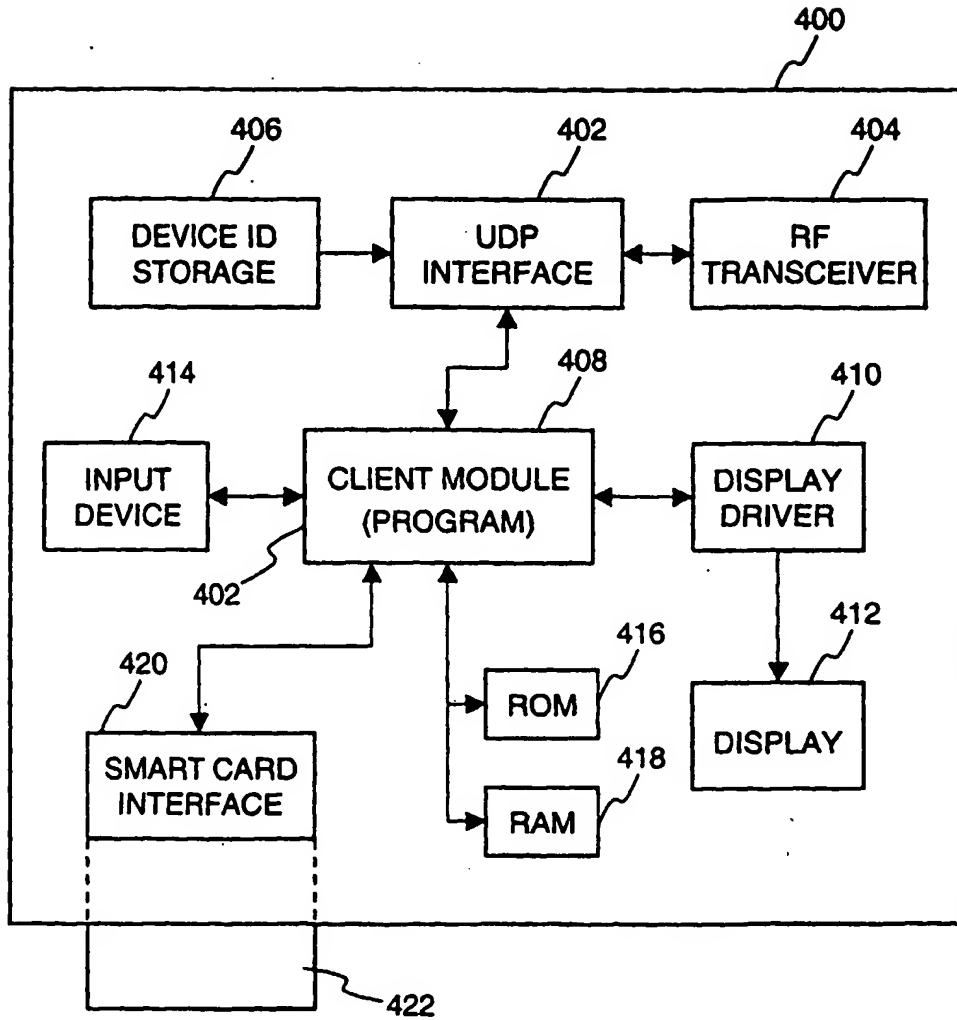 400
406
402
404
DEVICE ID
STORAGE
UDP
INTERFACE
RF
TRANSCEIVER
414
408
410
INPUT
DEVICE
CLIENT MODULE
(PROGRAM)
DISPLAY
DRIVER
402
420
416
412
SMART CARD
INTERFACE
ROM
DISPLAY
418
RAM
422